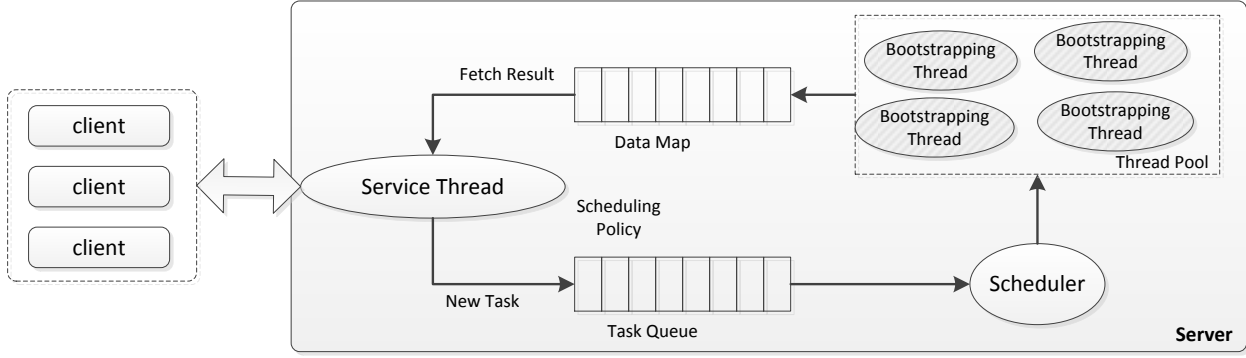 client
client
client
Fetch Result
Data Map
Service Thread
Scheduling
Policy
New Task
Task Queue
Bootstrapping
Thread
Bootstrapping
Thread
Bootstrapping
Thread
Bootstrapping
Thread
Thread Pool
Scheduler
Server